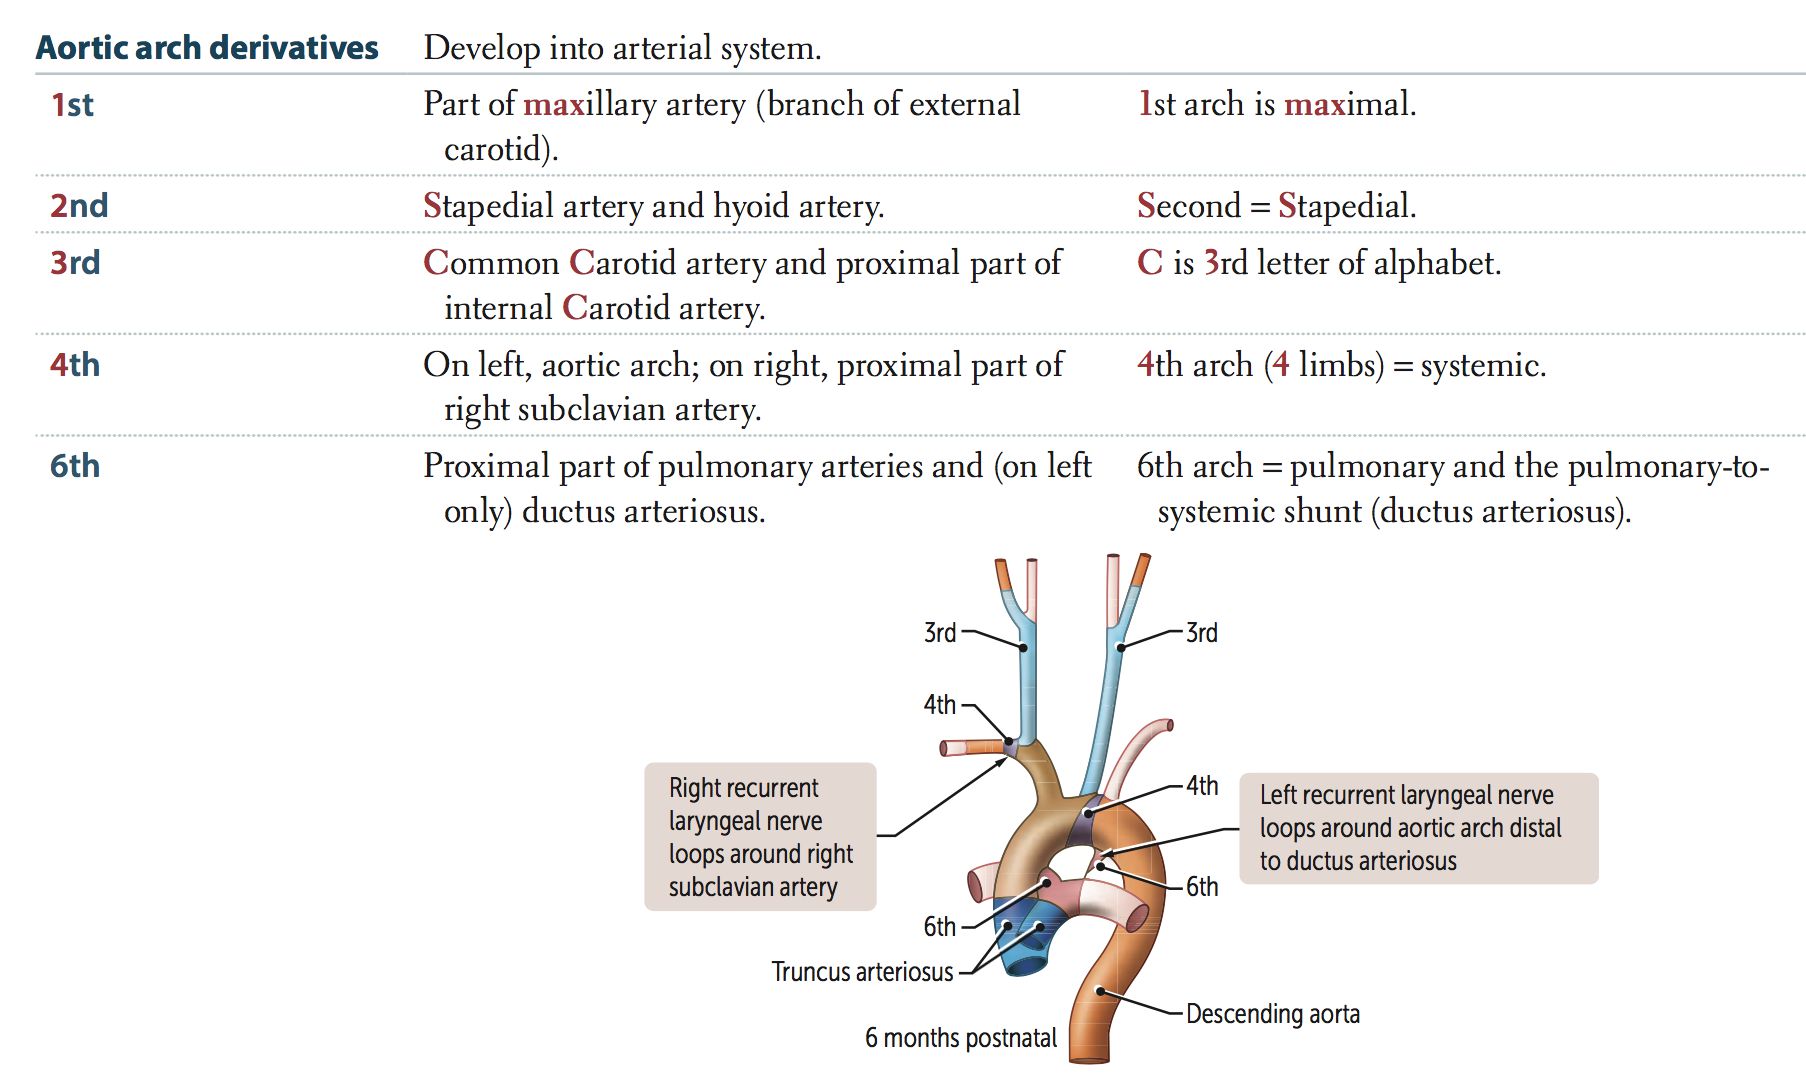 Aortic arch derivatives Develop into arterial system.
1st Part of maxillary artery (branch of external 1st arch is maximal.
carotid).
2nd Stapedial artery and hyoid artery. Second = Stapedial.
3rd Common Carotid artery and proximal part of C is 3rd letter of alphabet.
internal Carotid artery.
4th On left, aortic arch; on right, proximal part of 4th arch (4 limbs) = systemic.
right subclavian artery.
6th Proximal part of pulmonary arteries and (on left 6th arch = pulmonary and the pulmonary-to-
only) ductus arteriosus. systemic shunt (ductus arteriosus).
3rd 3rd
4th
Right recurrent
laryngeal nerve
loops around right
subclavian artery
4th
Left recurrent laryngeal nerve
loops around aortic arch distal
to ductus arteriosus
6th
6th
Truncus arteriosus
Descending aorta
6 months postnatal